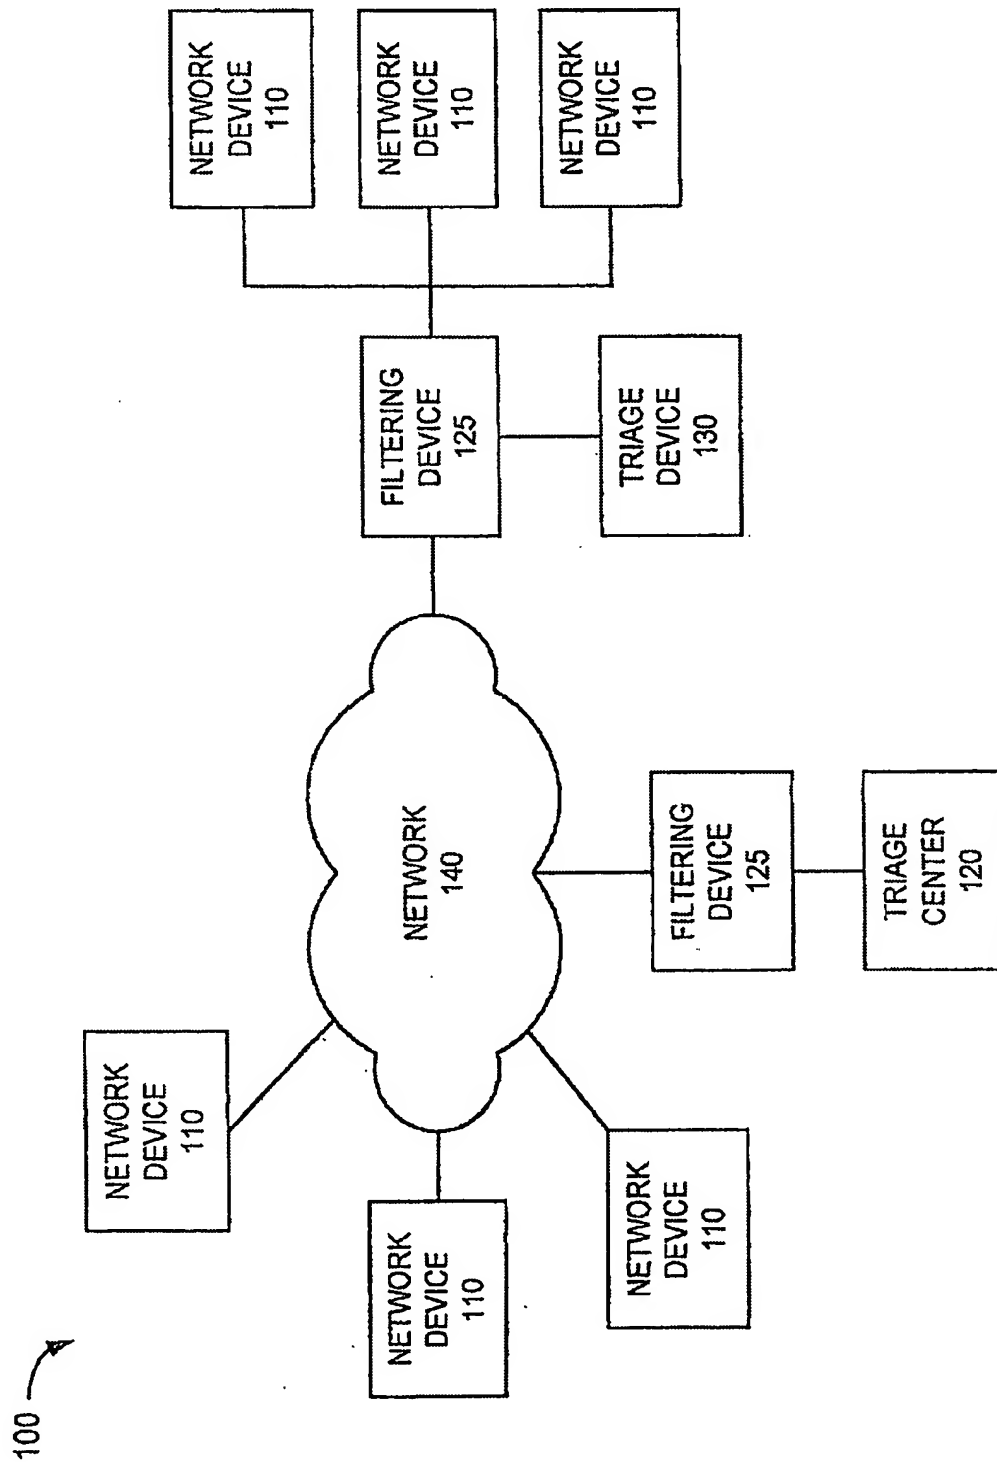 100
NETWORK
DEVICE
110
NETWORK
DEVICE
110
NETWORK
DEVICE
110
NETWORK
140
FILTERING
DEVICE
125
TRIAGE
CENTER
120
FILTERING
DEVICE
125
TRIAGE
DEVICE
130
NETWORK
DEVICE
110
NETWORK
DEVICE
110
NETWORK
DEVICE
110